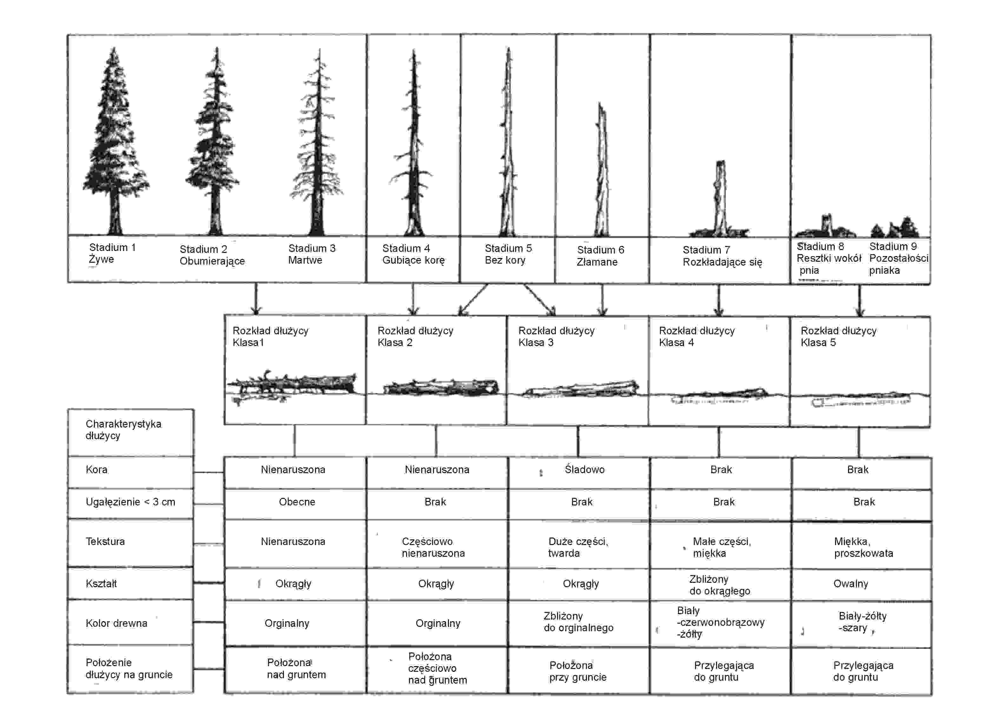 Stadium 1
Żywe
Stadium 2
Obumierające
Stadium 3
Martwe
Stadium 4
Gubiące korę
Stadium 5
Bez kory
Stadium 6
Złamane
Stadium 7
Rozkładające się
Stadium 8
Resztki wokół
pnia
Stadium 9
Pozostałości
pniaka
Rozkład dłużycy
Klasa1
Rozkład dłużycy
Klasa 2
Rozkład dłużycy
Klasa 3
Rozkład dłużycy
Klasa 4
Rozkład dłużycy
Klasa 5
Charakterystyka
dłużycy
Kora
Nienaruszona
Nienaruszona
Śladowo
Brak
Brak
Ugałęzienie < 3 cm
Obecne
Brak
Brak
Brak
Brak
Tekstura
Nienaruszona
Częściowo
nienaruszona
Duże części,
twarda
Małe części,
miękka
Miękka,
proszkowata
Kształt
Okrągły
Okrągły
Okrągły
Zbliżony
do okrągłego
Owalny
Kolor drewna
Orginalny
Orginalny
Zbliżony
do orginalnego
Biały
-czerwonobrązowy
-żółty
Biały-żółty
-szary
Położenie
dłużycy na gruncie
Położona
nad gruntem
Położona
częściowo
nad gruntem
Położona
przy gruncie
Przylegająca
do gruntu
Przylegająca
do gruntu